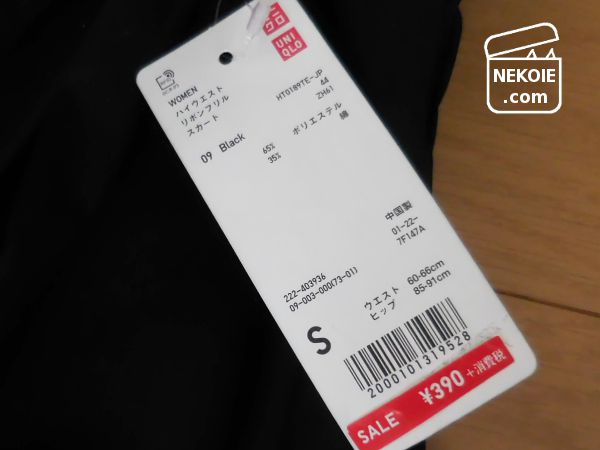 NEKOIE
.com
UNI
QLO
WOMEN
ハイウエスト
リボンフリル
スカート
HT0189TE-JP
44
ZH61
09 Black
65% ポリエステル
35% 綿
中国製
01-22-
7F147A
222-403936
09-003-000(73-01)
ウエスト 60-66cm
ヒップ 85-91cm
S
2000101319528
SALE ¥390 +消費税